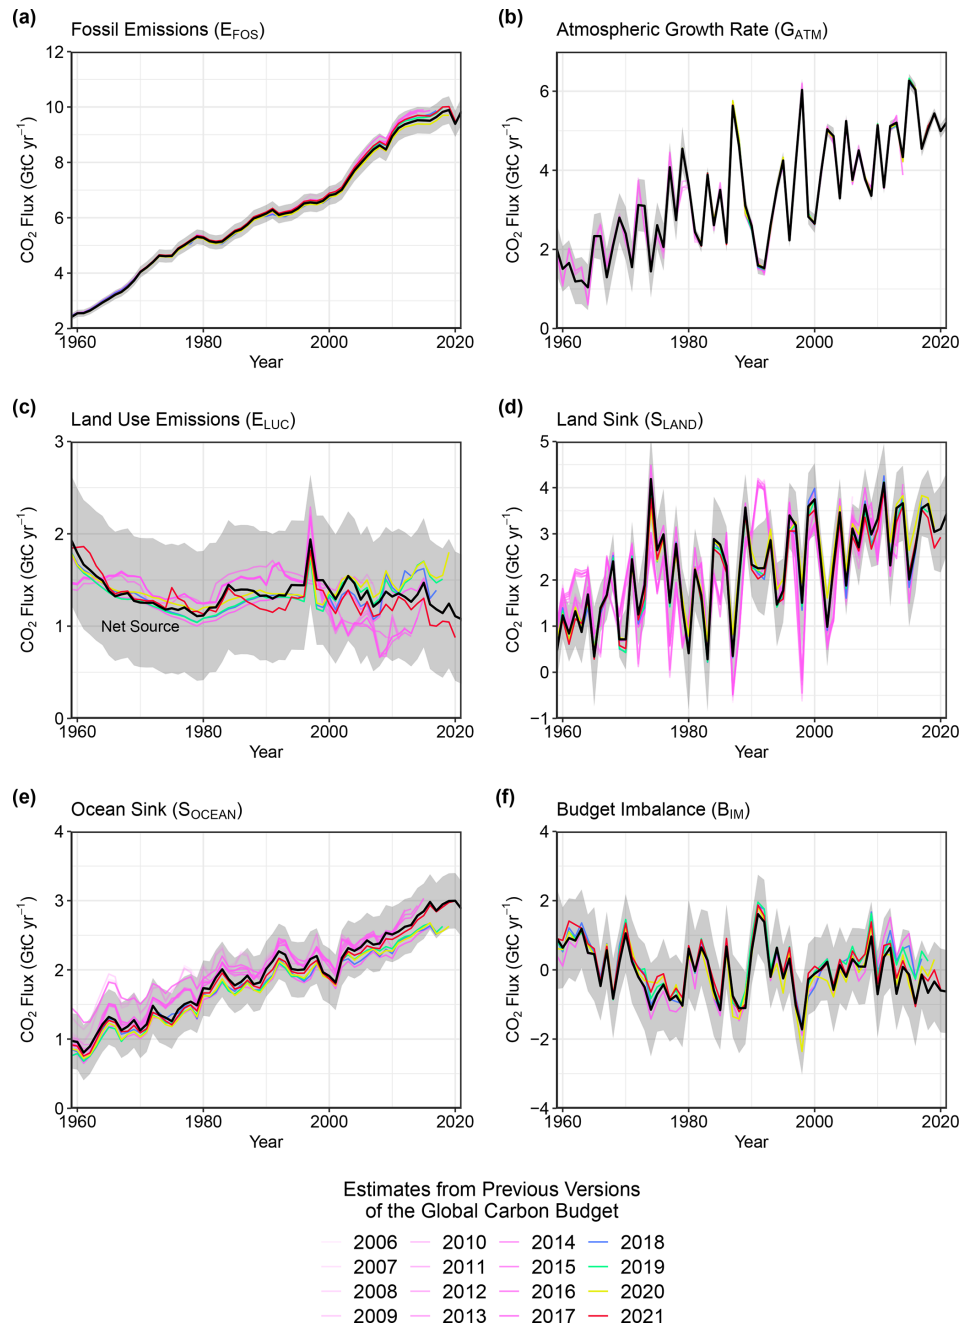 (a)
Fossil Emissions (EFOS)
CO2 Flux (GtC yr−1)
12
10
8
6
4
2
1960 1980 2000 2020
Year
(b)
Atmospheric Growth Rate (GATM)
CO2 Flux (GtC yr−1)
6
4
2
0
1960 1980 2000 2020
Year
(c)
Land Use Emissions (ELUC)
CO2 Flux (GtC yr−1)
3
2
1
0
Net Source
1960 1980 2000 2020
Year
(d)
Land Sink (SLAND)
CO2 Flux (GtC yr−1)
5
4
3
2
1
0
−1
1960 1980 2000 2020
Year
(e)
Ocean Sink (SOCEAN)
CO2 Flux (GtC yr−1)
4
3
2
1
0
1960 1980 2000 2020
Year
(f)
Budget Imbalance (BIM)
CO2 Flux (GtC yr−1)
4
2
0
−2
−4
1960 1980 2000 2020
Year
Estimates from Previous Versions
of the Global Carbon Budget
2006 2010 2014 2018
2007 2011 2015 2019
2008 2012 2016 2020
2009 2013 2017 2021